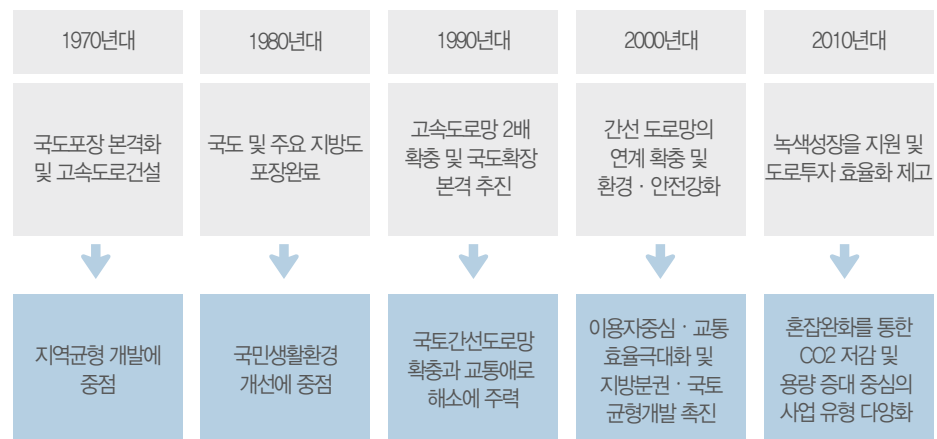 1970년대
1980년대
1990년대
2000년대
2010년대
국도포장 본격화
및 고속도로건설
국도 및 주요 지방도
포장완료
고속도로망 2배
확충 및 국도확장
본격 추진
간선 도로망의
연계 확충 및
환경 · 안전강화
녹색성장을 지원 및
도로투자 효율화 제고
지역균형 개발에
중점
국민생활환경
개선에 중점
국토간선도로망
확충과 교통애로
해소에 주력
이용자중심 · 교통
효율극대화 및
지방분권 · 국토
균형개발 촉진
혼잡완화를 통한
CO2 저감 및
용량 증대 중심의
사업 유형 다양화